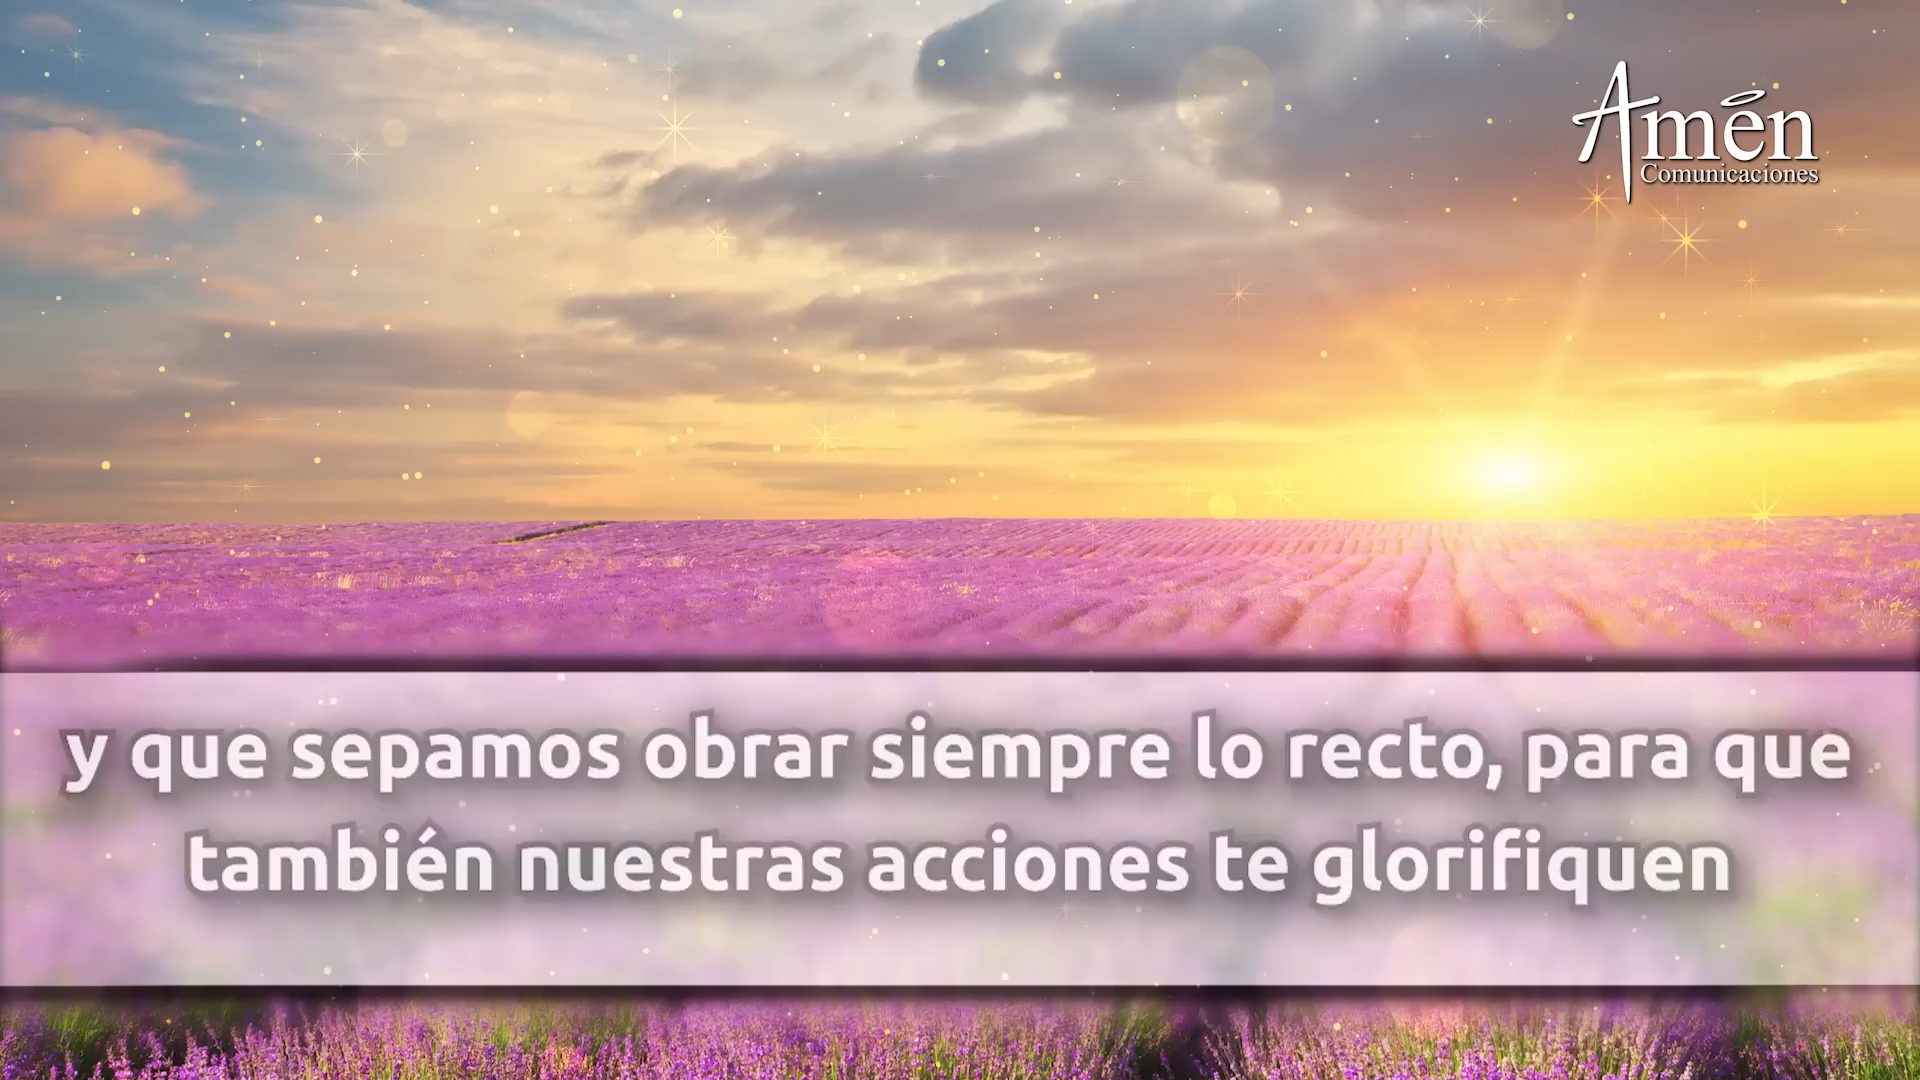 Amén
Comunicaciones
y que sepamos obrar siempre lo recto, para que
también nuestras acciones te glorifiquen